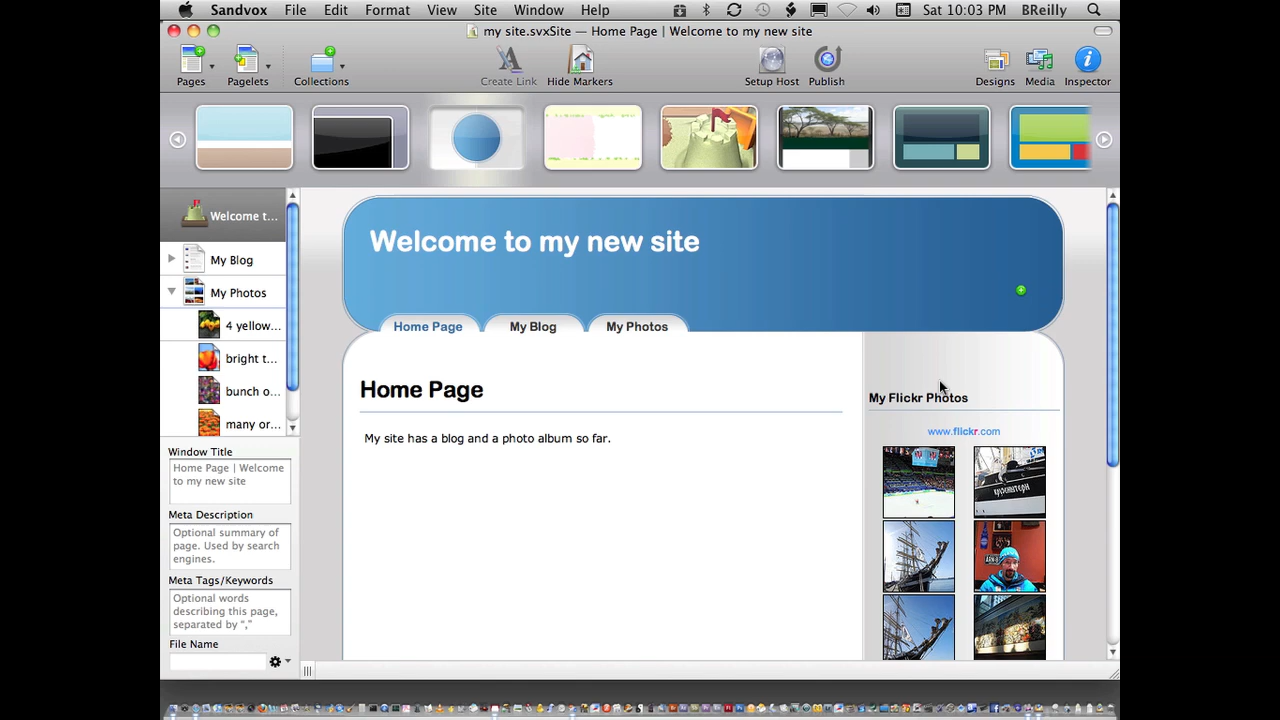 Sandvox File Edit Format View Site Window Help Sat 10:03 PM BReilly
my site.svxSite — Home Page | Welcome to my new site
Pages Pagelets Collections Create Link Hide Markers Setup Host Publish Designs Media Inspector
Welcome t...
My Blog
My Photos
4 yellow...
bright t...
bunch o...
many or...
Window Title
Home Page | Welcome
to my new site
Meta Description
Optional summary of
page. Used by search
engines.
Meta Tags/Keywords
Optional words
describing this page,
separated by “,”
File Name
Welcome to my new site
Home Page My Blog My Photos
Home Page
My site has a blog and a photo album so far.
My Flickr Photos
www.flickr.com